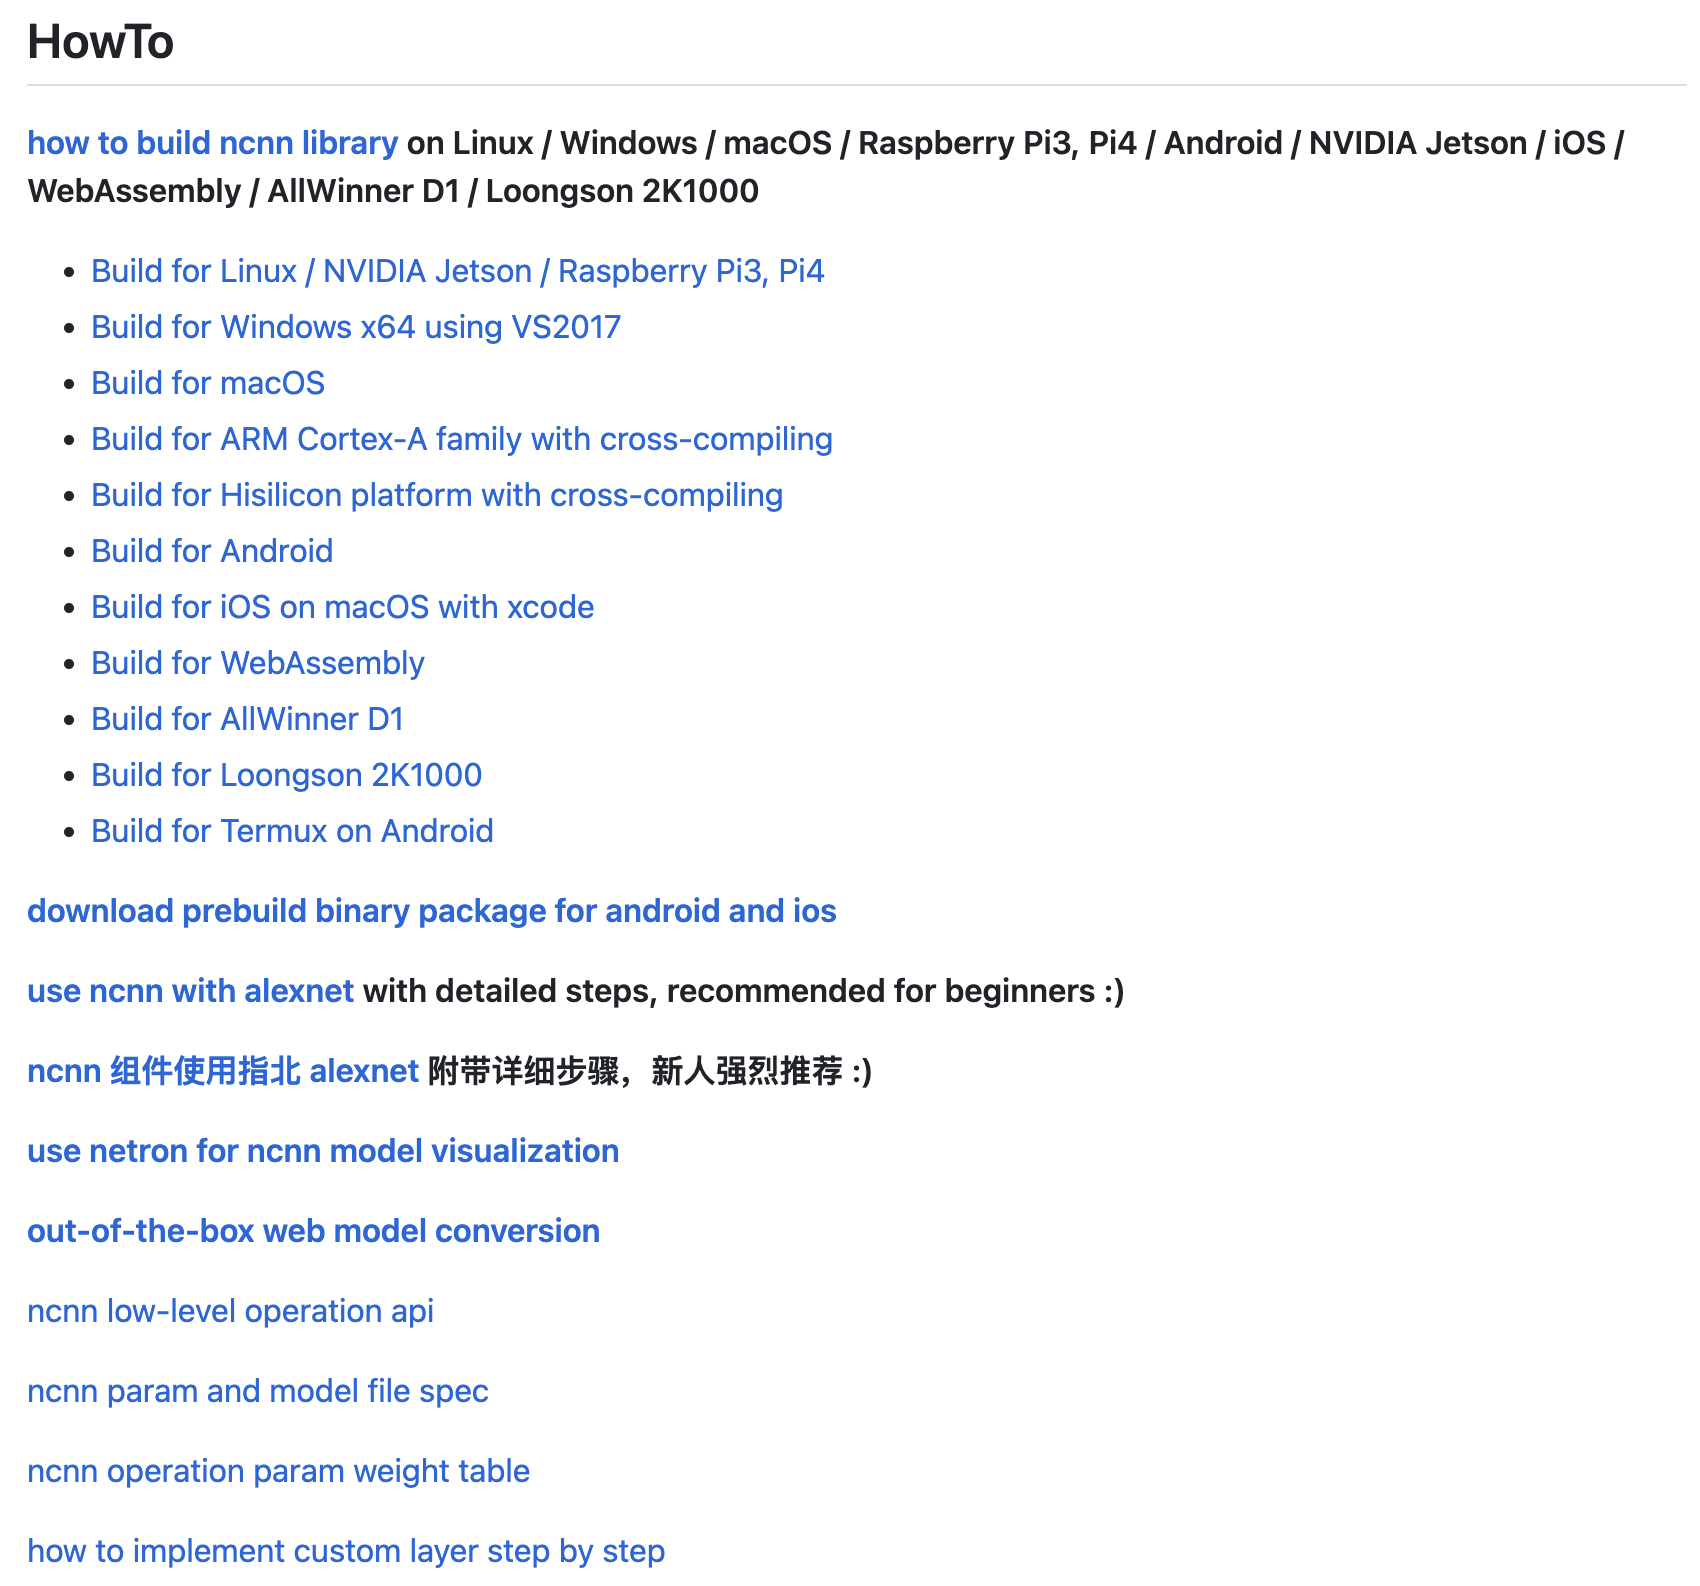 HowTo
how to build ncnn library on Linux / Windows / macOS / Raspberry Pi3, Pi4 / Android / NVIDIA Jetson / iOS /
WebAssembly / AllWinner D1 / Loongson 2K1000
• Build for Linux / NVIDIA Jetson / Raspberry Pi3, Pi4
• Build for Windows x64 using VS2017
• Build for macOS
• Build for ARM Cortex-A family with cross-compiling
• Build for Hisilicon platform with cross-compiling
• Build for Android
• Build for iOS on macOS with xcode
• Build for WebAssembly
• Build for AllWinner D1
• Build for Loongson 2K1000
• Build for Termux on Android
download prebuild binary package for android and ios
use ncnn with alexnet with detailed steps, recommended for beginners :)
ncnn 组件使用指北 alexnet 附带详细步骤，新人强烈推荐 :)
use netron for ncnn model visualization
out-of-the-box web model conversion
ncnn low-level operation api
ncnn param and model file spec
ncnn operation param weight table
how to implement custom layer step by step